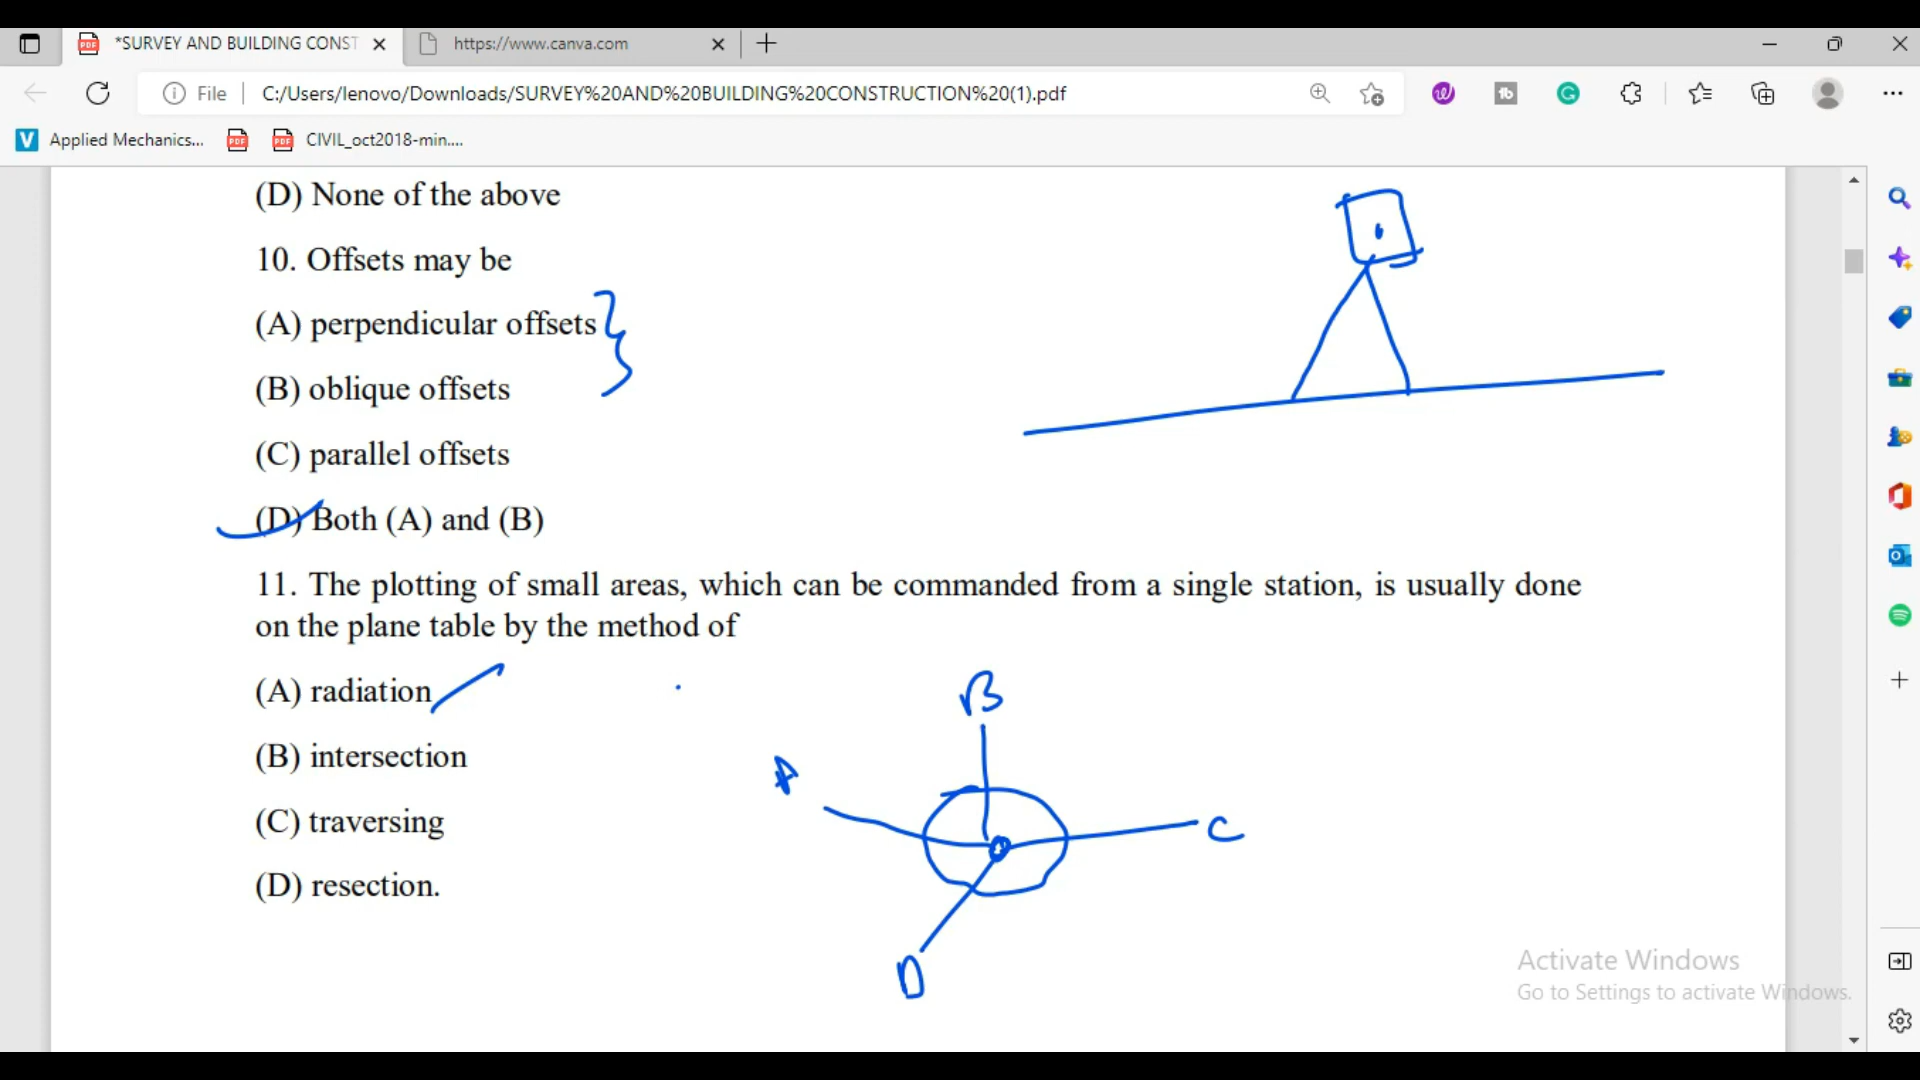 *SURVEY AND BUILDING CONST
https://www.canva.com
File
C:/Users/lenovo/Downloads/SURVEY%20AND%20BUILDING%20CONSTRUCTION%20(1).pdf
Applied Mechanics...
CIVIL_oct2018-min....
(D) None of the above
10. Offsets may be
(A) perpendicular offsets
(B) oblique offsets
(C) parallel offsets
(D) Both (A) and (B)
11. The plotting of small areas, which can be commanded from a single station, is usually done
on the plane table by the method of
(A) radiation
(B) intersection
(C) traversing
(D) resection.
B
A
C
D
Activate Windows
Go to Settings to activate Windows.